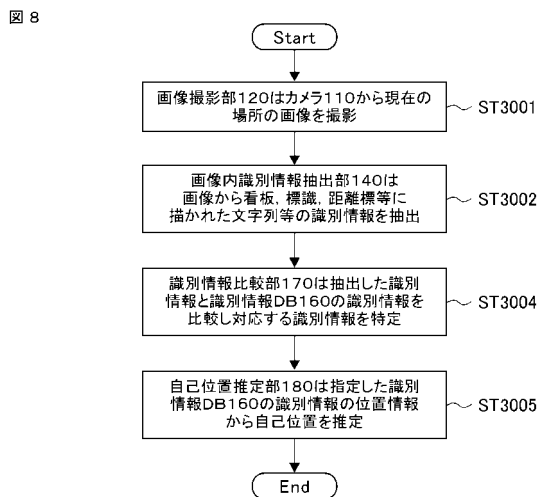 図 8
Start
画像撮影部120はカメラ110から現在の
場所の画像を撮影
ST3001
画像内識別情報抽出部140は
画像から看板,標識,距離標等に
描かれた文字列等の識別情報を抽出
ST3002
識別情報比較部170は抽出した識別
情報と識別情報DB160の識別情報を
比較し対応する識別情報を特定
ST3004
自己位置推定部180は指定した識別
情報DB160の識別情報の位置情報
から自己位置を推定
ST3005
End